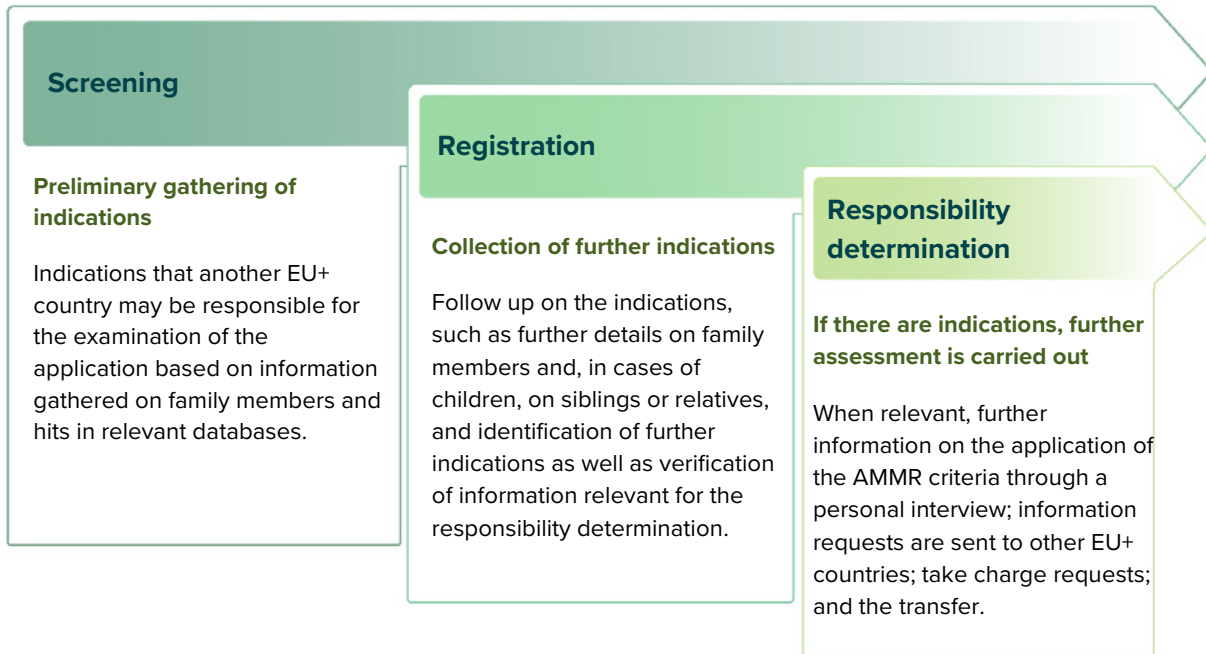 Screening
Preliminary gathering of
indications
Indications that another EU+
country may be responsible for
the examination of the
application based on information
gathered on family members and
hits in relevant databases.
Registration
Collection of further indications
Follow up on the indications,
such as further details on family
members and, in cases of
children, on siblings or relatives,
and identification of further
indications as well as verification
of information relevant for the
responsibility determination.
Responsibility
determination
If there are indications, further
assessment is carried out
When relevant, further
information on the application of
the AMMR criteria through a
personal interview; information
requests are sent to other EU+
countries; take charge requests;
and the transfer.